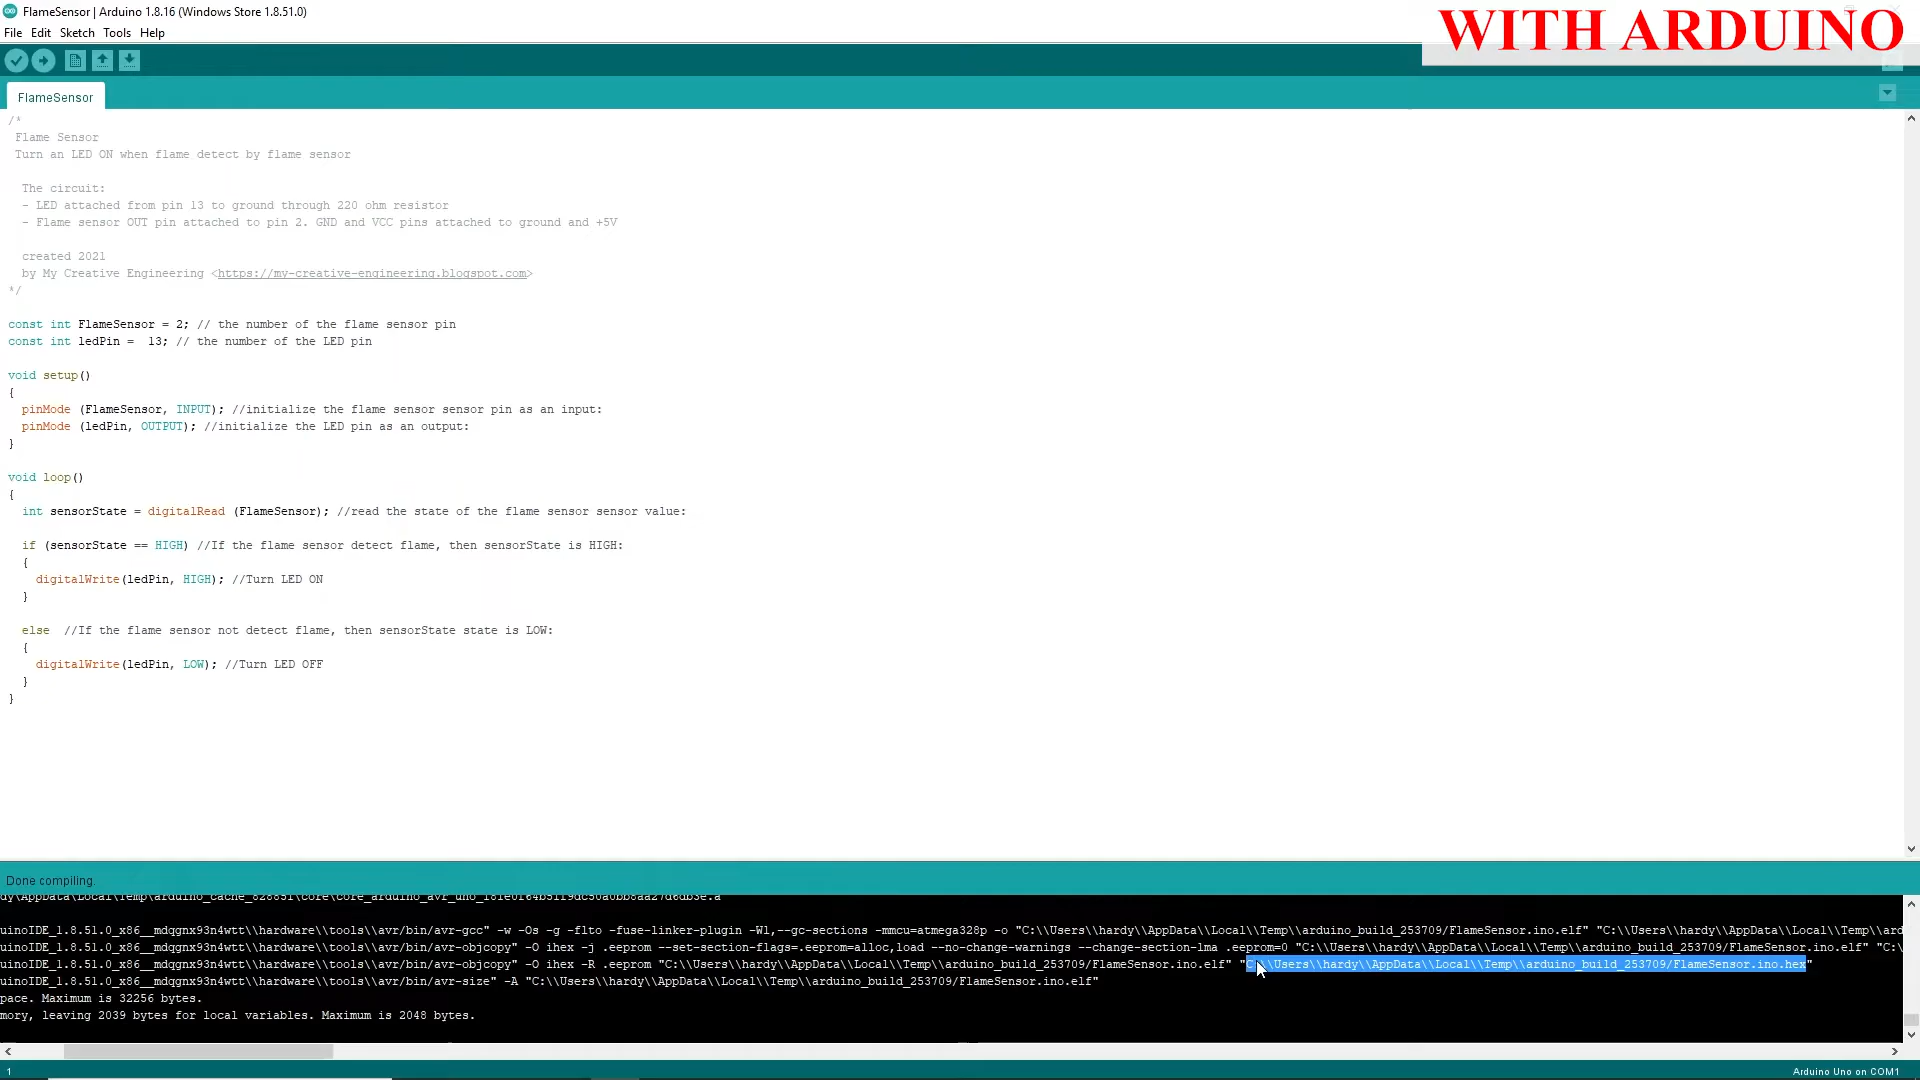 FlameSensor | Arduino 1.8.16 (Windows Store 1.8.51.0)
WITH ARDUINO
File Edit Sketch Tools Help
FlameSensor
/*
Flame Sensor
Turn an LED ON when flame detect by flame sensor
The circuit:
- LED attached from pin 13 to ground through 220 ohm resistor
- Flame sensor OUT pin attached to pin 2. GND and VCC pins attached to ground and +5V
created 2021
by My Creative Engineering <https://my-creative-engineering.blogspot.com>
*/
const int FlameSensor = 2; // the number of the flame sensor pin
const int ledPin =  13; // the number of the LED pin
void setup()
{
pinMode (FlameSensor, INPUT); //initialize the flame sensor sensor pin as an input:
pinMode (ledPin, OUTPUT); //initialize the LED pin as an output:
}
void loop()
{
int sensorState = digitalRead (FlameSensor); //read the state of the flame sensor sensor value:
if (sensorState == HIGH) //If the flame sensor detect flame, then sensorState is HIGH:
{
digitalWrite(ledPin, HIGH); //Turn LED ON
}
else  //If the flame sensor not detect flame, then sensorState state is LOW:
{
digitalWrite(ledPin, LOW); //Turn LED OFF
}
}
Done compiling.
uinoIDE_1.8.51.0_x86__mdqgnx93n4wtt\\hardware\\tools\\avr/bin/avr-gcc" -w -Os -g -flto -fuse-linker-plugin -Wl,--gc-sections -mmcu=atmega328p -o "C:\\Users\\hardy\\AppData\\Local\\Temp\\arduino_build_253709/FlameSensor.ino.elf" "C:\\Users\\hardy\\AppData\\Local\\Temp\\ard
uinoIDE_1.8.51.0_x86__mdqgnx93n4wtt\\hardware\\tools\\avr/bin/avr-objcopy" -O ihex -j .eeprom --set-section-flags=.eeprom=alloc,load --no-change-warnings --change-section-lma .eeprom=0 "C:\\Users\\hardy\\AppData\\Local\\Temp\\arduino_build_253709/FlameSensor.ino.elf" "C:\
uinoIDE_1.8.51.0_x86__mdqgnx93n4wtt\\hardware\\tools\\avr/bin/avr-objcopy" -O ihex -R .eeprom "C:\\Users\\hardy\\AppData\\Local\\Temp\\arduino_build_253709/FlameSensor.ino.elf" "C:\\Users\\hardy\\AppData\\Local\\Temp\\arduino_build_253709/FlameSensor.ino.hex"
uinoIDE_1.8.51.0_x86__mdqgnx93n4wtt\\hardware\\tools\\avr/bin/avr-size" -A "C:\\Users\\hardy\\AppData\\Local\\Temp\\arduino_build_253709/FlameSensor.ino.elf"
pace. Maximum is 32256 bytes.
mory, leaving 2039 bytes for local variables. Maximum is 2048 bytes.
1
Arduino Uno on COM1